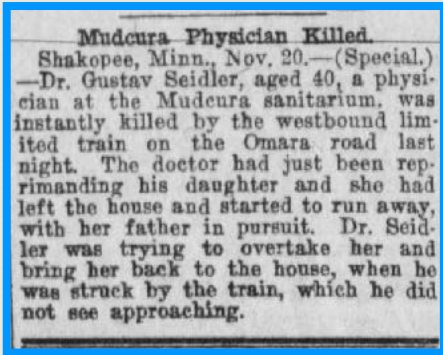 Mudcura Physician Killed.
Shakopee, Minn., Nov. 20.—(Special.)
—Dr. Gustav Seidler, aged 40, a physi-
cian at the Mudcura sanitarium, was
instantly killed by the westbound lim-
ited train on the Omara road last
night. The doctor had just been rep-
rimanding his daughter and she had
left the house and started to run away,
with her father in pursuit. Dr. Seid-
ler was trying to overtake her and
bring her back to the house, when he
was struck by the train, which he did
not see approaching.